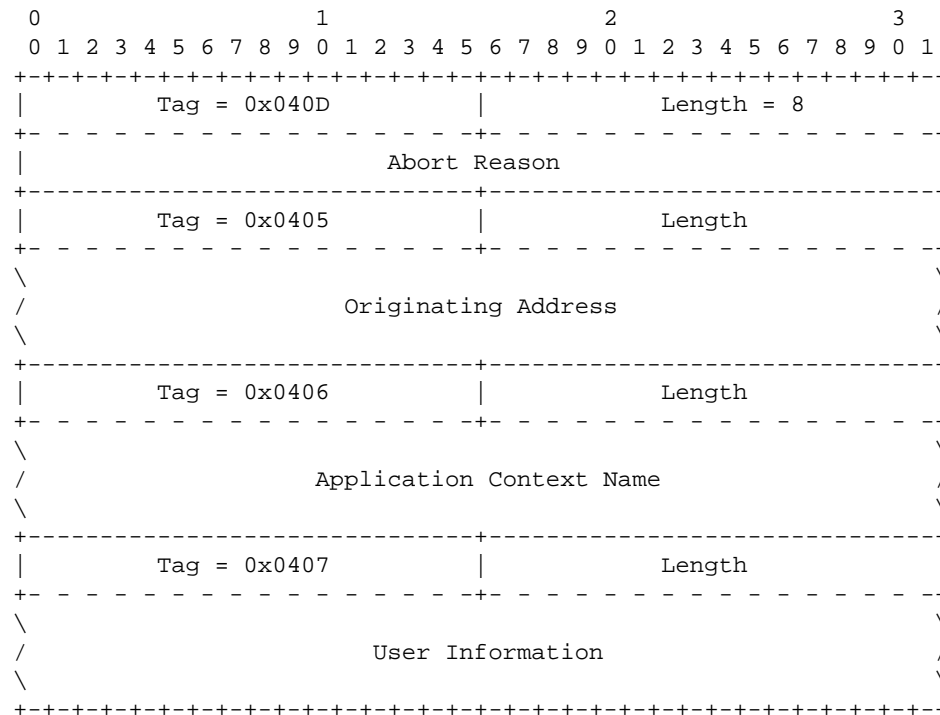 0                   1                   2                   3
 0 1 2 3 4 5 6 7 8 9 0 1 2 3 4 5 6 7 8 9 0 1 2 3 4 5 6 7 8 9 0 1
+-+-+-+-+-+-+-+-+-+-+-+-+-+-+-+-+-+-+-+-+-+-+-+-+-+-+-+-+-+-+-+--
|         Tag = 0x040D          |            Length = 8
+- - - - - - - - - - - - - - - -+- - - - - - - - - - - - - - - --
|                         Abort Reason
+-------------------------------+--------------------------------
|         Tag = 0x0405          |            Length
+- - - - - - - - - - - - - - - -+- - - - - - - - - - - - - - - --
\                                                               \
/                      Originating Address                      /
\                                                               \
+-------------------------------+--------------------------------
|         Tag = 0x0406          |            Length
+- - - - - - - - - - - - - - - -+- - - - - - - - - - - - - - - --
\                                                               \
/                    Application Context Name                   /
\                                                               \
+-------------------------------+--------------------------------
|         Tag = 0x0407          |            Length
+- - - - - - - - - - - - - - - -+- - - - - - - - - - - - - - - --
\                                                               \
/                        User Information                       /
\                                                               \
+-+-+-+-+-+-+-+-+-+-+-+-+-+-+-+-+-+-+-+-+-+-+-+-+-+-+-+-+-+-+-+--